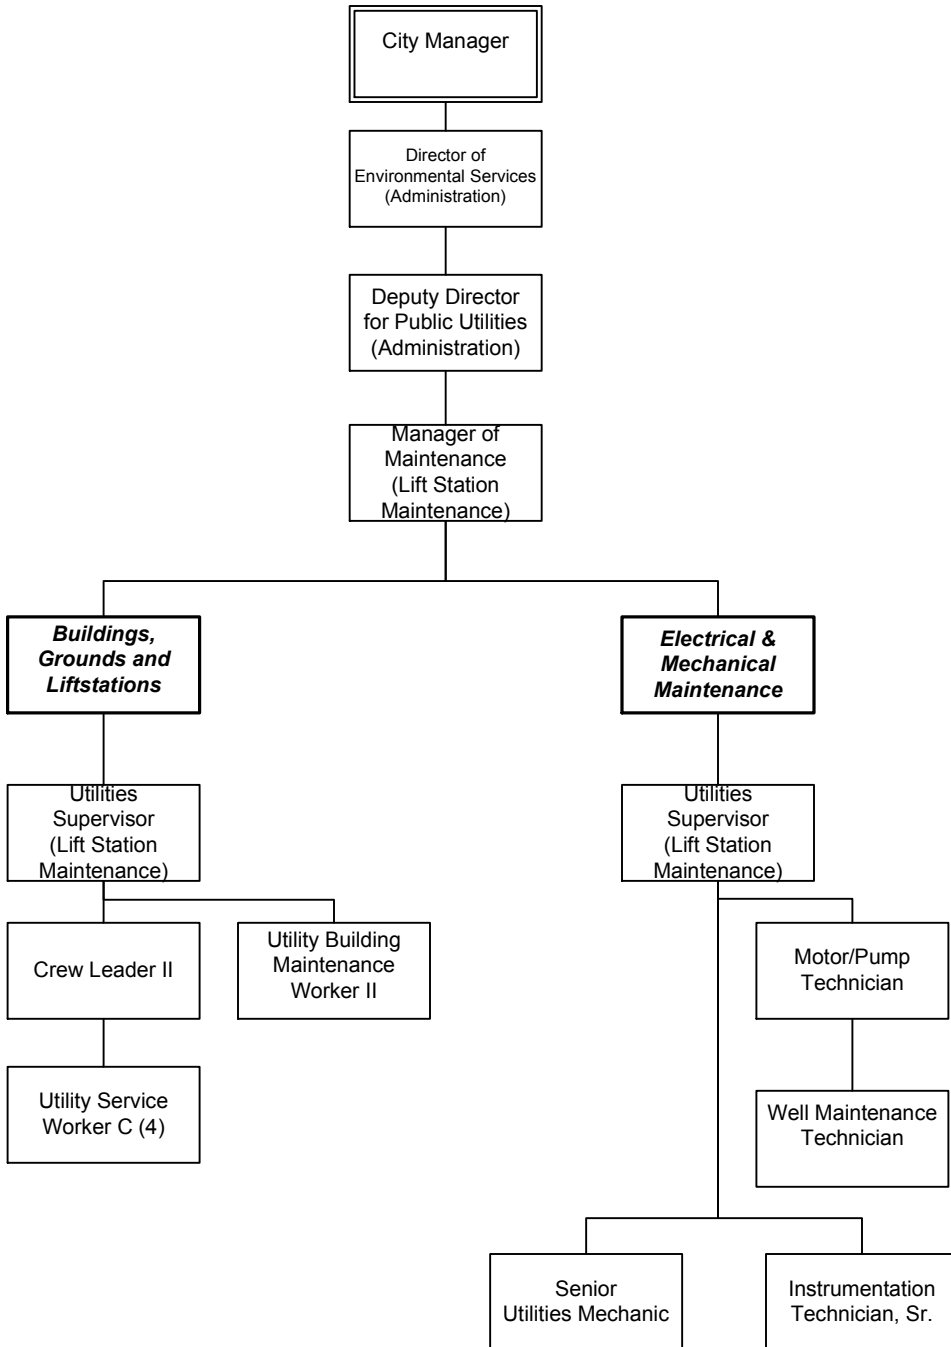 City Manager
Director of
Environmental Services
(Administration)
Deputy Director
for Public Utilities
(Administration)
Manager of
Maintenance
(Lift Station
Maintenance)
Buildings,
Grounds and
Liftstations
Electrical &
Mechanical
Maintenance
Utilities
Supervisor
(Lift Station
Maintenance)
Utilities
Supervisor
(Lift Station
Maintenance)
Crew Leader II
Utility Building
Maintenance
Worker II
Motor/Pump
Technician
Utility Service
Worker C (4)
Well Maintenance
Technician
Senior
Utilities Mechanic
Instrumentation
Technician, Sr.